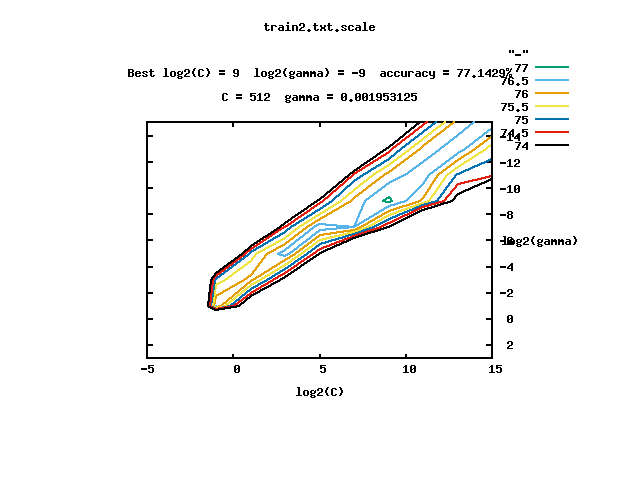 train2.txt.scale
"-"
Best log2(C) = 9  log2(gamma) = -9  accuracy = 77.1429%
C = 512  gamma = 0.001953125
77
76.5
76
75.5
75
74.5
74
-14
-12
-10
-8
-6
log2(gamma)
-4
-2
0
2
-5 0 5 10 15
log2(C)